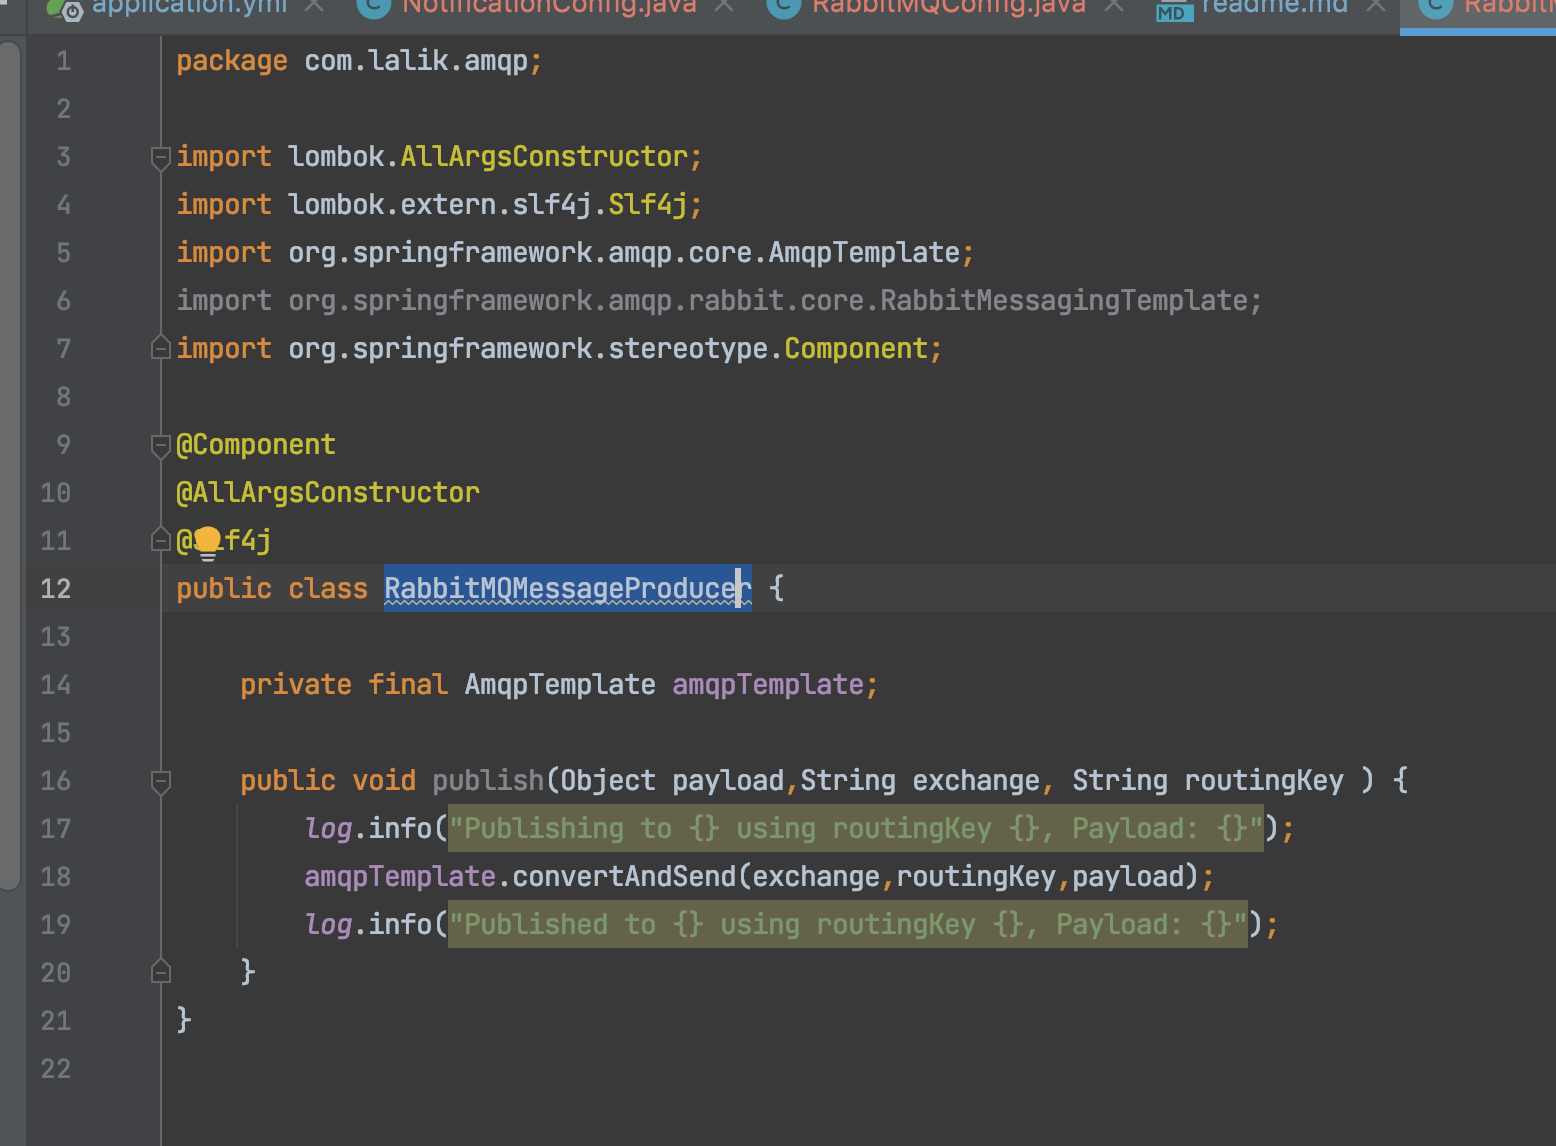 application.yml NotificationConfig.java RabbitMQConfig.java readme.md
1 package com.lalik.amqp;
2
3 import lombok.AllArgsConstructor;
4 import lombok.extern.slf4j.Slf4j;
5 import org.springframework.amqp.core.AmqpTemplate;
6 import org.springframework.amqp.rabbit.core.RabbitMessagingTemplate;
7 import org.springframework.stereotype.Component;
8
9 @Component
10 @AllArgsConstructor
11 @Slf4j
12 public class RabbitMQMessageProducer {
13
14 private final AmqpTemplate amqpTemplate;
15
16 public void publish(Object payload,String exchange, String routingKey ) {
17 log.info("Publishing to {} using routingKey {}, Payload: {}");
18 amqpTemplate.convertAndSend(exchange,routingKey,payload);
19 log.info("Published to {} using routingKey {}, Payload: {}");
20 }
21 }
22